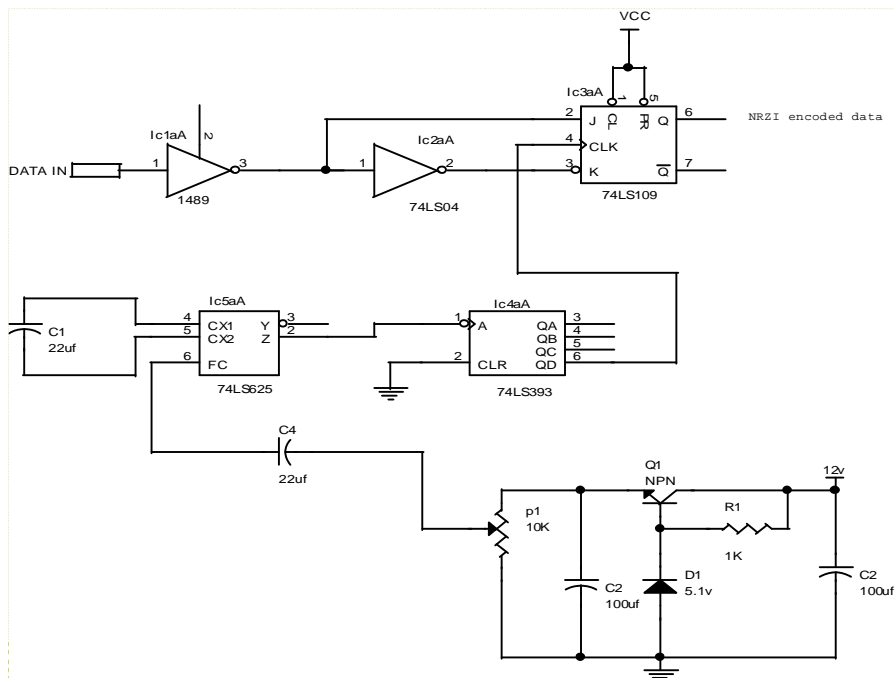 VCC
Ic3aA
1
5
2
J
CL
PR
Q
6
NRZI encoded data
4
CLK
3
K
Q
7
74LS109
Ic1aA
2
DATA IN
1
3
1489
Ic2aA
1
2
74LS04
C1
22uf
Ic5aA
4
CX1
Y
3
5
CX2
Z
2
6
FC
74LS625
Ic4aA
1
A
QA
3
QB
4
QC
5
2
CLR
QD
6
74LS393
C4
22uf
p1
10K
Q1
NPN
12v
R1
1K
C2
100uf
D1
5.1v
C2
100uf